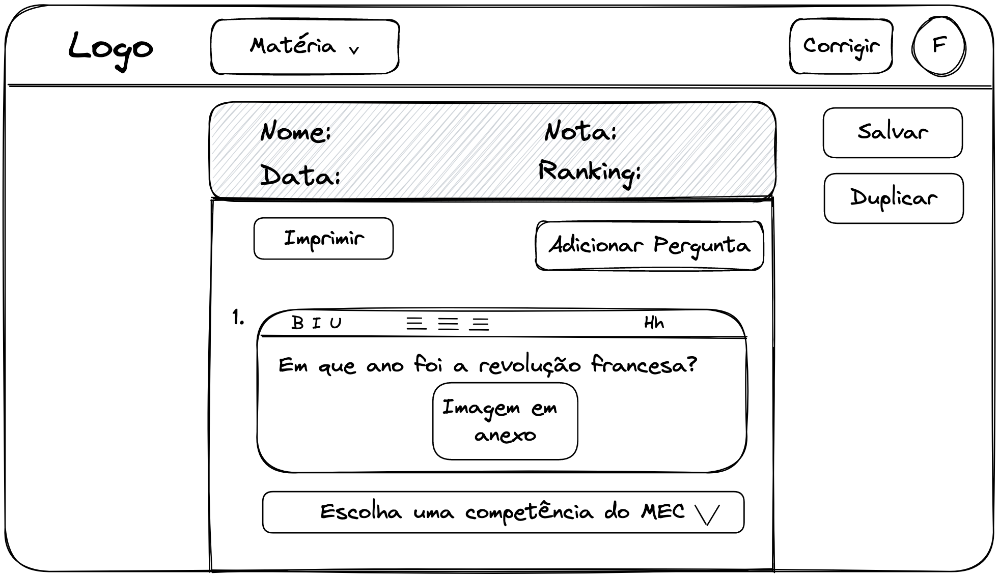 Logo
Matéria
Corrigir
F
Nome:
Nota:
Data:
Ranking:
Salvar
Duplicar
Imprimir
Adicionar Pergunta
1.
B I U
Hh
Em que ano foi a revolução francesa?
Imagem em
anexo
Escolha uma competência do MEC